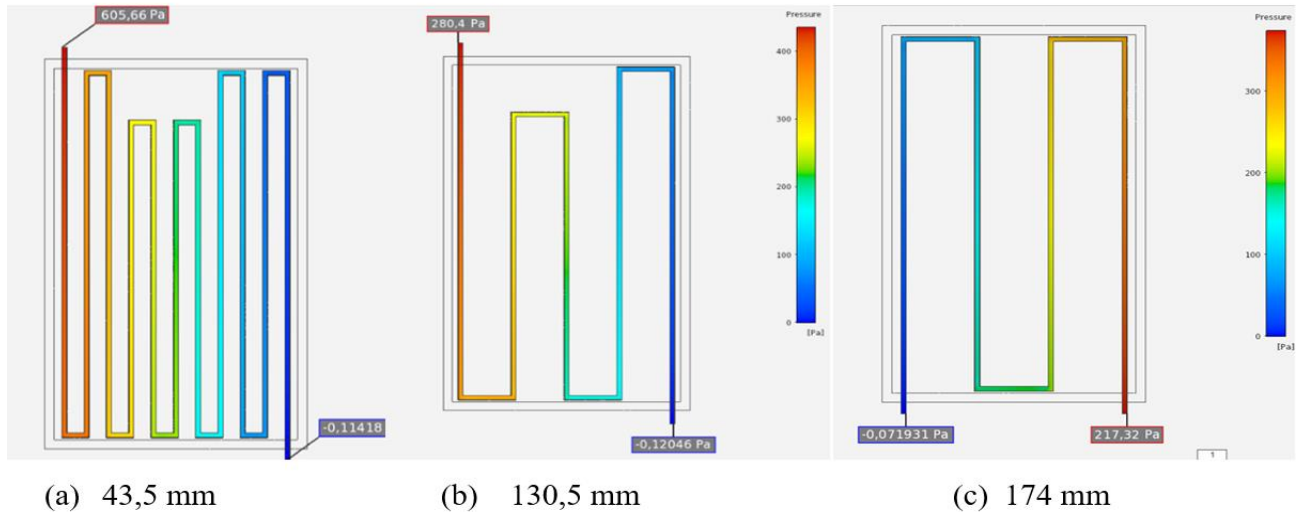 605,66 Pa
-0,11418
280,4 Pa
-0,12046 Pa
Pressure
400
300
200
100
0
[Pa]
-0,071931 Pa
217,32 Pa
1
Pressure
300
200
100
0
[Pa]
(a) 43,5 mm
(b) 130,5 mm
(c) 174 mm